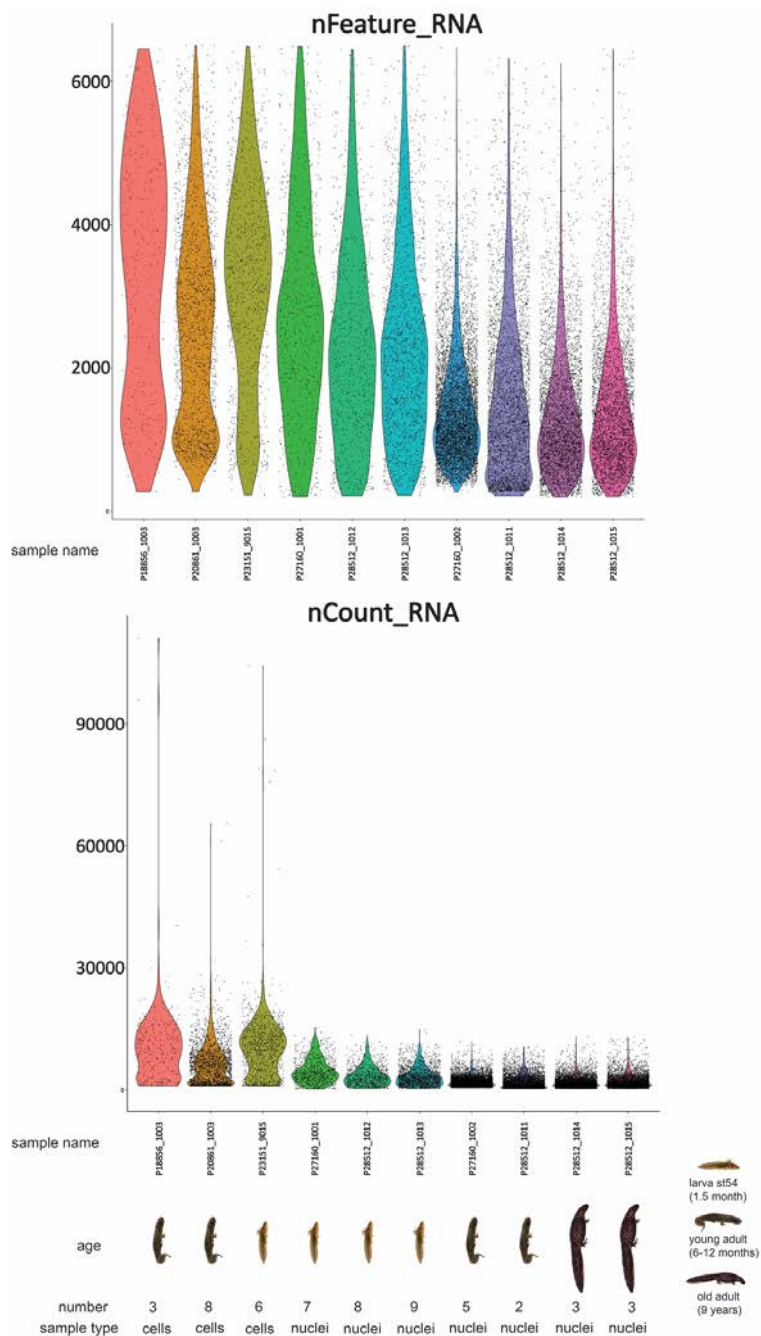 nFeature_RNA
6000
4000
2000
0
sample name
P18856_1003 P20861_1003 P23151_9015 P27160_1001 P28512_1012 P28512_1013 P27160_1002 P28512_1011 P28512_1014 P28512_1015
nCount_RNA
90000
60000
30000
0
sample name
P18856_1003 P20861_1003 P23151_9015 P27160_1001 P28512_1012 P28512_1013 P27160_1002 P28512_1011 P28512_1014 P28512_1015
larva st54
(1.5 month)
age
young adult
(6-12 months)
old adult
(9 years)
number 3 8 6 7 8 9 5 2 3 3
sample type cells cells cells nuclei nuclei nuclei nuclei nuclei nuclei nuclei